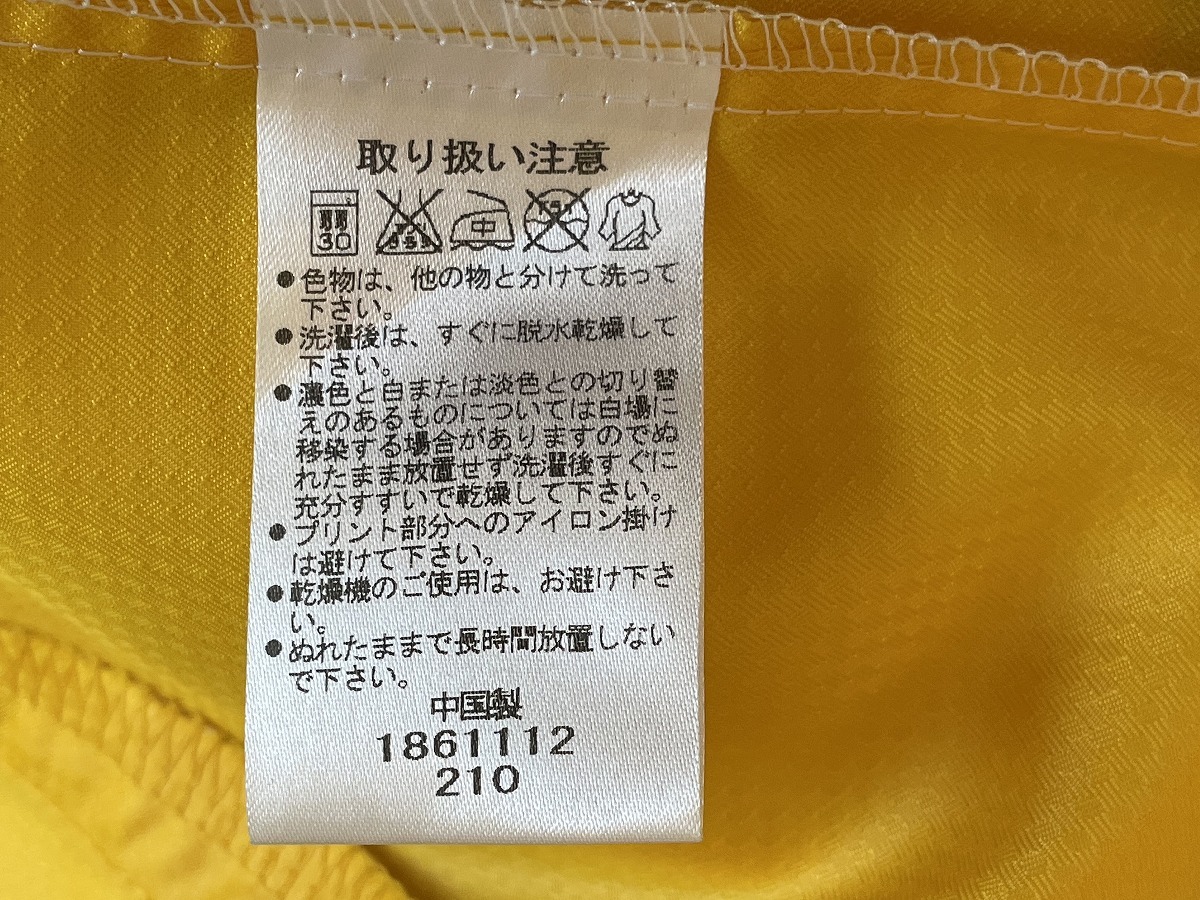 取り扱い注意
30
中
●色物は、他の物と分けて洗って
下さい。
●洗濯後は、すぐに脱水乾燥して
下さい。
●濃色と白または淡色との切り替
えのあるものについては白場に
移染する場合がありますのでぬ
れたまま放置せず洗濯後すぐに
充分すすいで乾燥して下さい。
●プリント部分へのアイロン掛け
は避けて下さい。
●乾燥機のご使用は、お避け下さ
い。
●ぬれたままで長時間放置しない
で下さい。
中国製
1861112
210